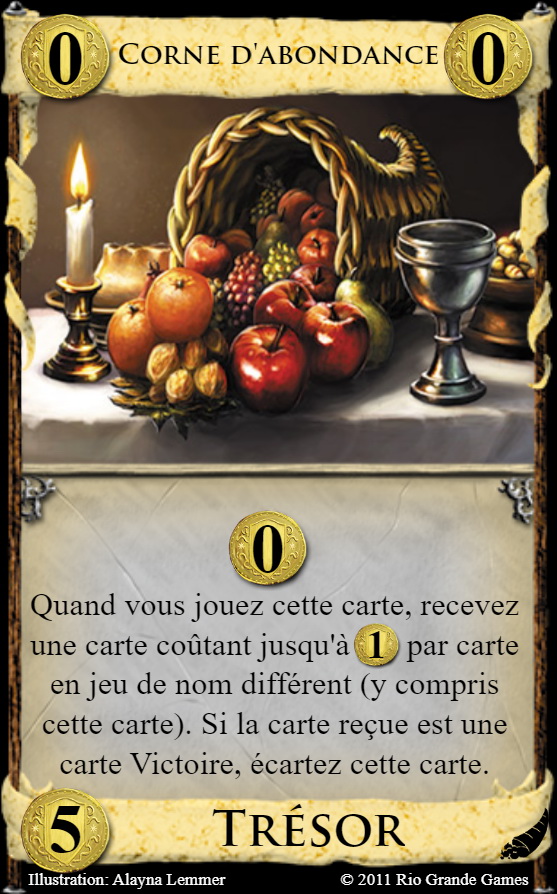 0 CORNE D'ABONDANCE 0
0
Quand vous jouez cette carte, recevez
une carte coûtant jusqu'à 1 par carte
en jeu de nom différent (y compris
cette carte). Si la carte reçue est une
carte Victoire, écartez cette carte.
5 TRÉSOR
Illustration: Alayna Lemmer © 2011 Rio Grande Games